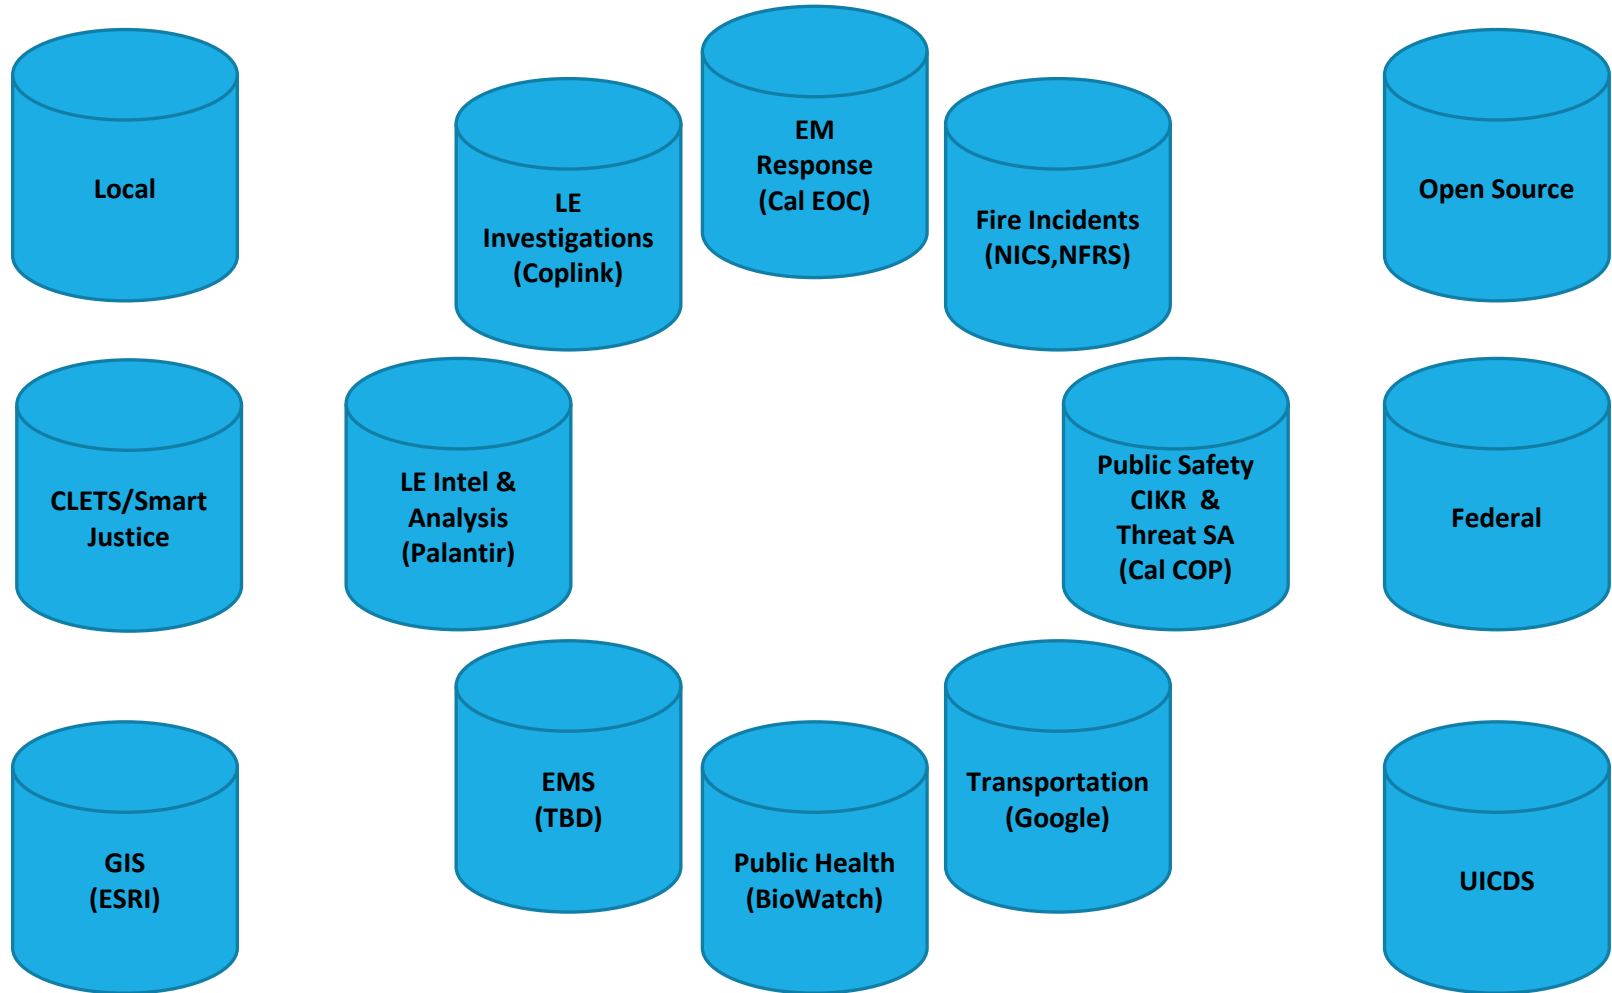 Local
LE
Investigations
(Coplink)
EM
Response
(Cal EOC)
Fire Incidents
(NICS,NFRS)
Open Source
CLETS/Smart
Justice
LE Intel &
Analysis
(Palantir)
Public Safety
CIKR  &
Threat SA
(Cal COP)
Federal
GIS
(ESRI)
EMS
(TBD)
Public Health
(BioWatch)
Transportation
(Google)
UICDS